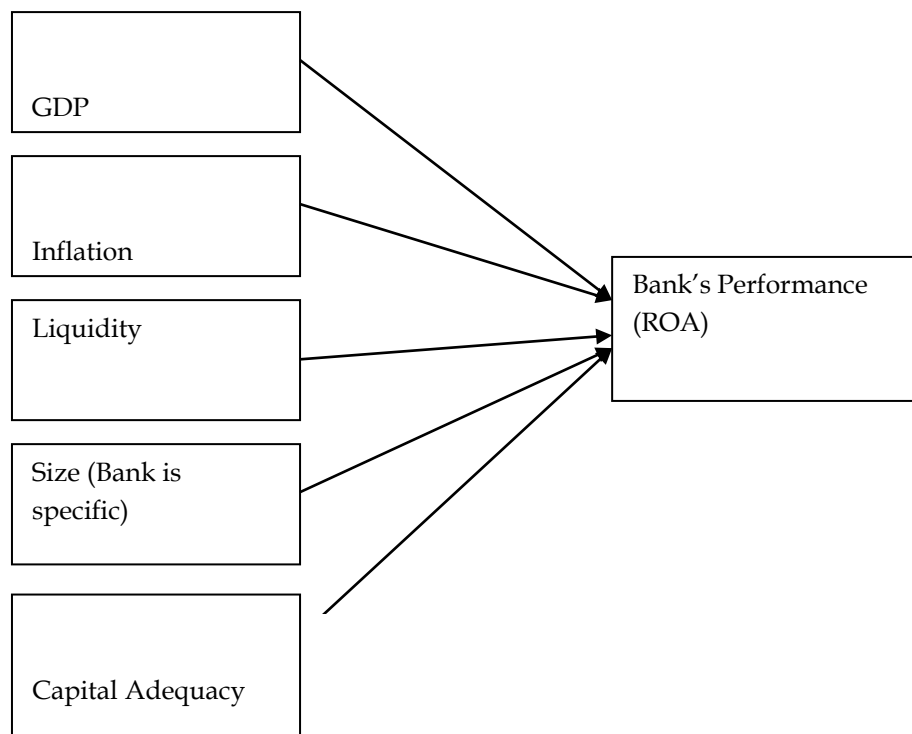 GDP
Inflation
Liquidity
Size (Bank is
specific)
Capital Adequacy
Bank’s Performance
(ROA)